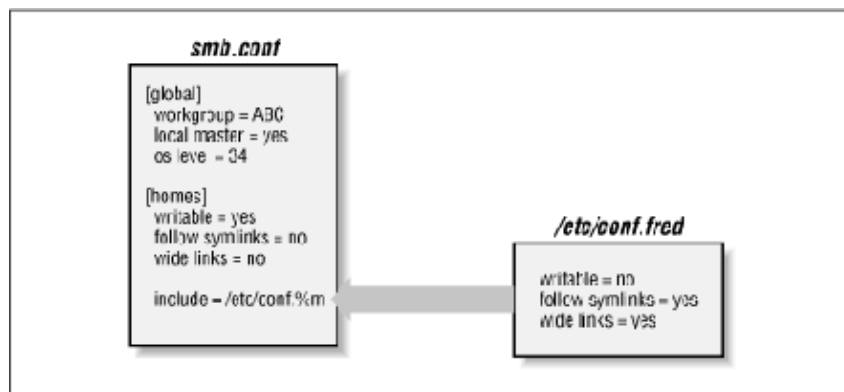 smb.conf
[global]
workgroup = ABC
local master = yes
os level = 34
[homes]
writable = yes
follow symlinks = no
wide links = no
include = /etc/conf.%m
/etc/conf.fred
writable = no
follow symlinks = yes
wide links = yes